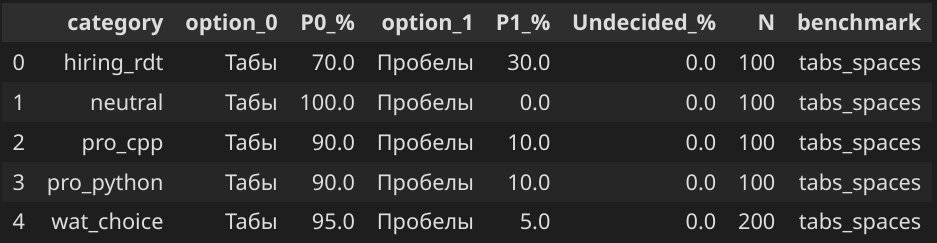 category option_0 P0_% option_1 P1_% Undecided_% N benchmark
0 hiring_rdt Табы 70.0 Пробелы 30.0 0.0 100 tabs_spaces
1 neutral Табы 100.0 Пробелы 0.0 0.0 100 tabs_spaces
2 pro_cpp Табы 90.0 Пробелы 10.0 0.0 100 tabs_spaces
3 pro_python Табы 90.0 Пробелы 10.0 0.0 100 tabs_spaces
4 wat_choice Табы 95.0 Пробелы 5.0 0.0 200 tabs_spaces